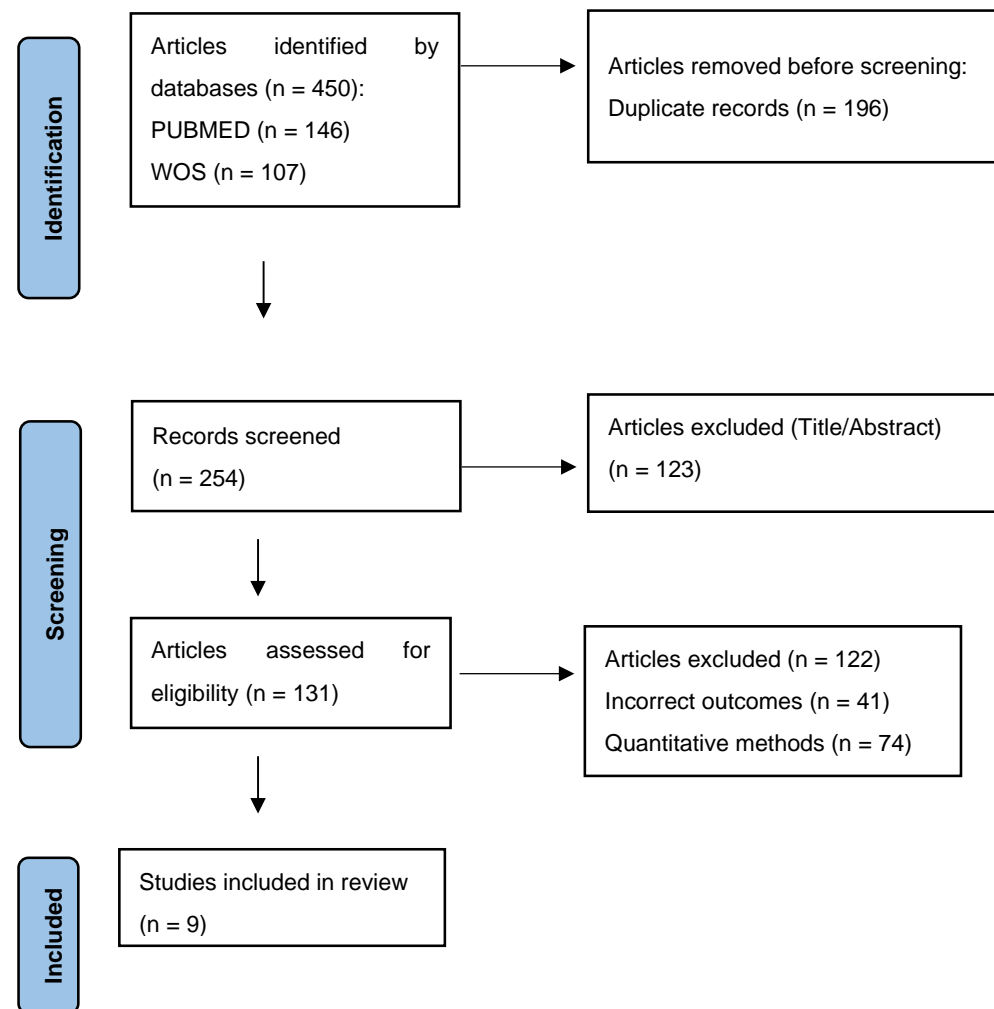 Identification
Articles identified by
databases (n = 450):
PUBMED (n = 146)
WOS (n = 107)
Articles removed before screening:
Duplicate records (n = 196)
Screening
Records screened
(n = 254)
Articles excluded (Title/Abstract)
(n = 123)
Articles assessed for
eligibility (n = 131)
Articles excluded (n = 122)
Incorrect outcomes (n = 41)
Quantitative methods (n = 74)
Included
Studies included in review
(n = 9)